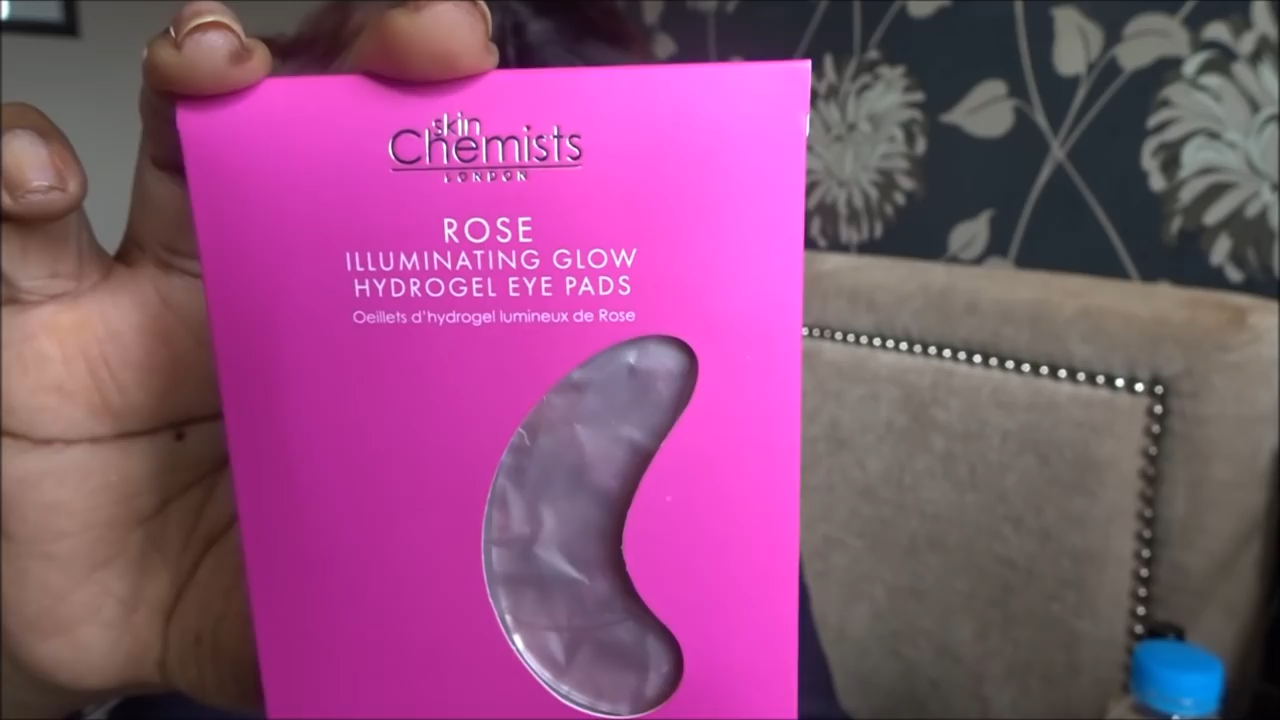 skin
Chemists
LONDON
ROSE
ILLUMINATING GLOW
HYDROGEL EYE PADS
Oeillets d'hydrogel lumineux de Rose